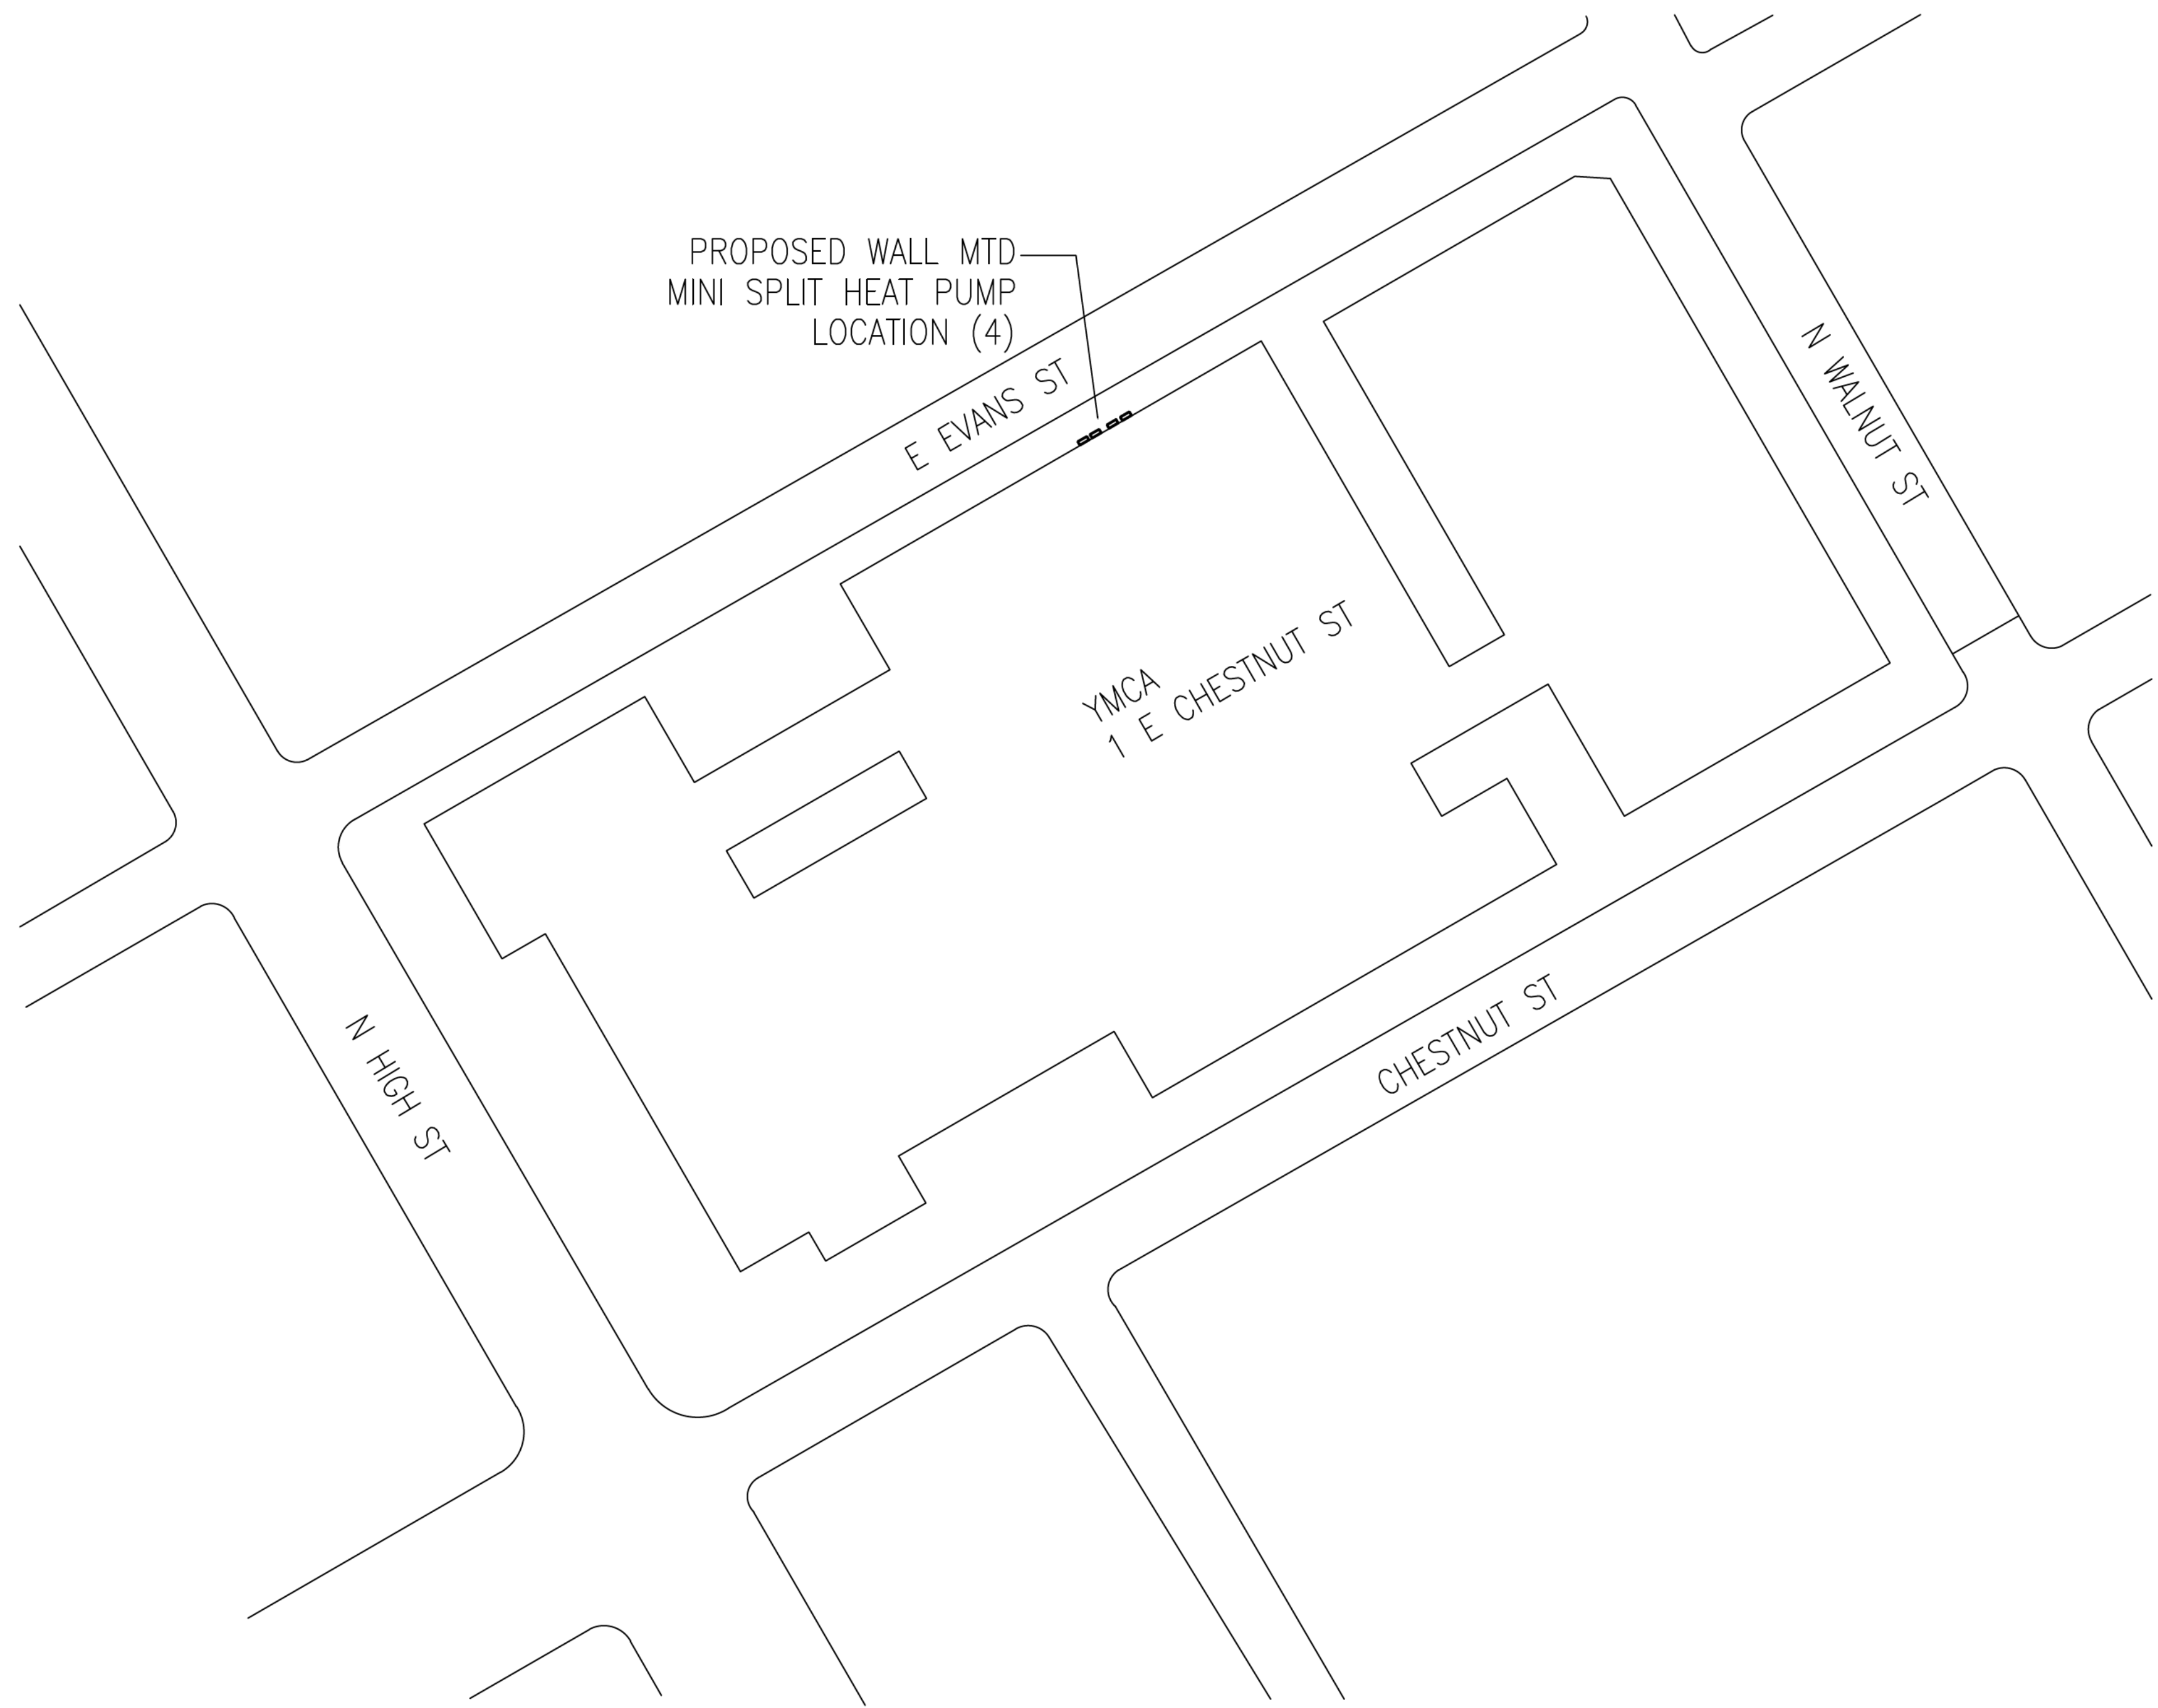 PROPOSED WALL MTD
MINI SPLIT HEAT PUMP
LOCATION (4)
E EVANS ST
N WALNUT ST
YMCA
1 E CHESTNUT ST
N HIGH ST
CHESTNUT ST